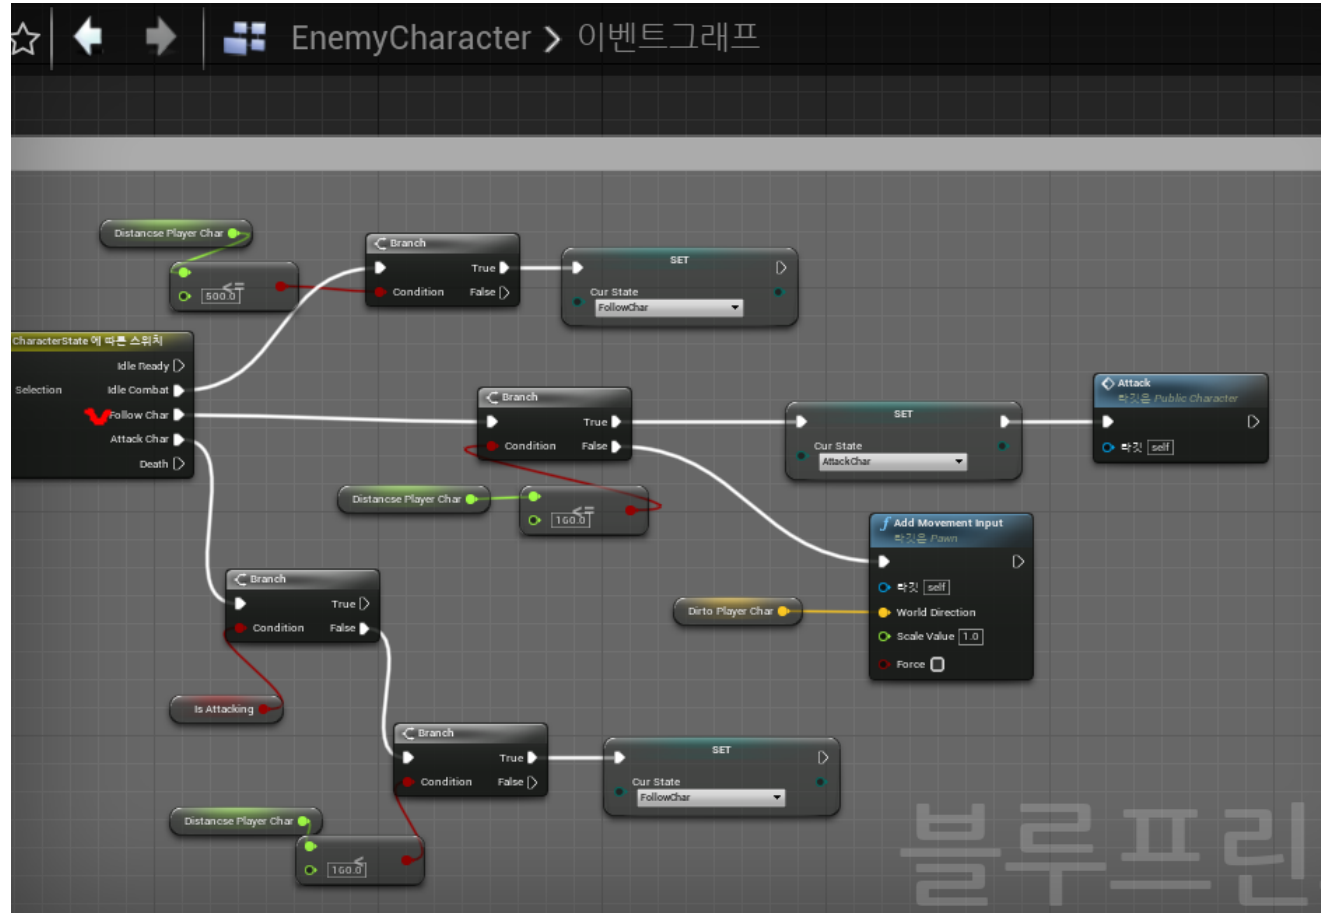 EnemyCharacter > 이벤트그래프
Distancse Player Char
<=
500.0
Branch
True
Condition
False
SET
Cur State
FollowChar
CharacterState 에 따른 스위치
Idle Ready
Selection
Idle Combat
Follow Char
Attack Char
Death
Branch
True
Condition
False
Distancse Player Char
<=
160.0
SET
Cur State
AttackChar
Attack
타깃은 Public Character
타깃 self
Add Movement Input
타깃은 Pawn
타깃 self
World Direction
Scale Value 1.0
Force
Dirto Player Char
Branch
True
Condition
False
Is Attacking
Branch
True
Condition
False
SET
Cur State
FollowChar
Distancse Player Char
<
160.0
블루프린